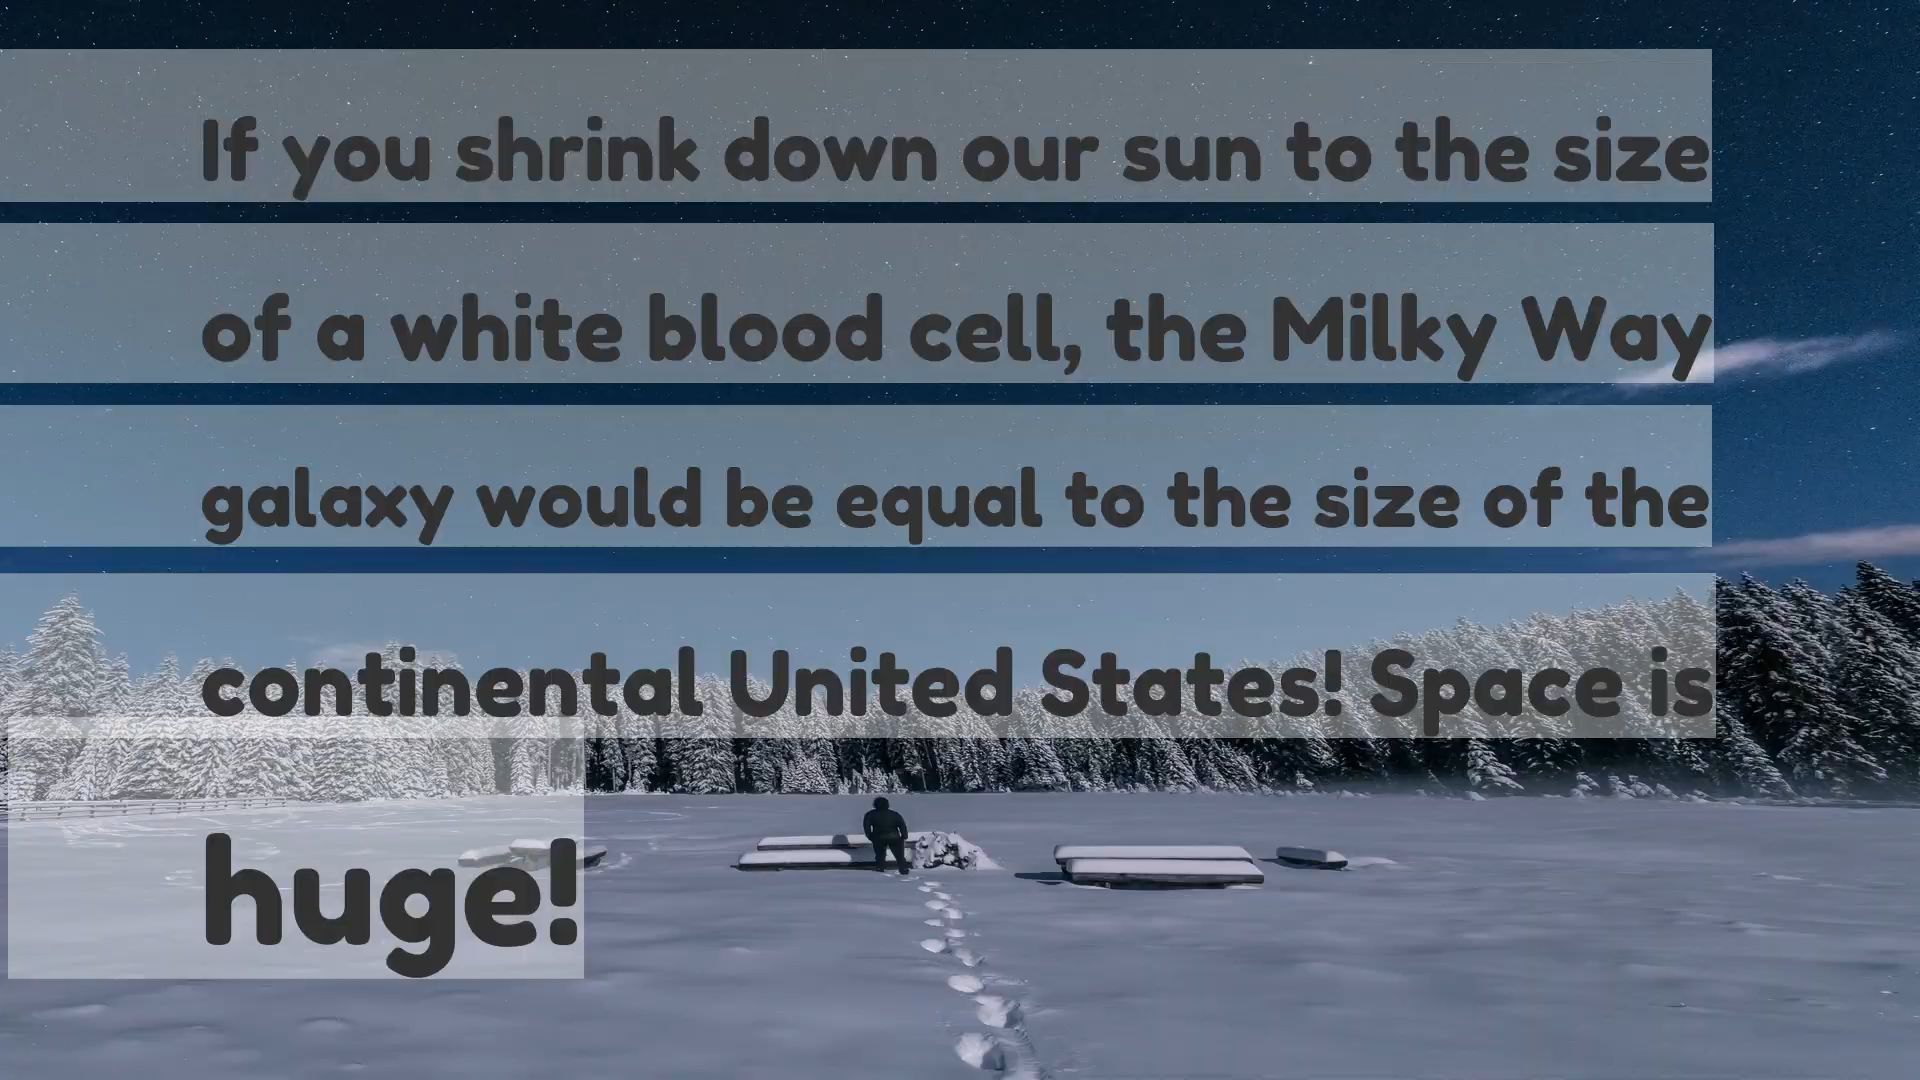 If you shrink down our sun to the size
of a white blood cell, the Milky Way
galaxy would be equal to the size of the
continental United States! Space is
huge!